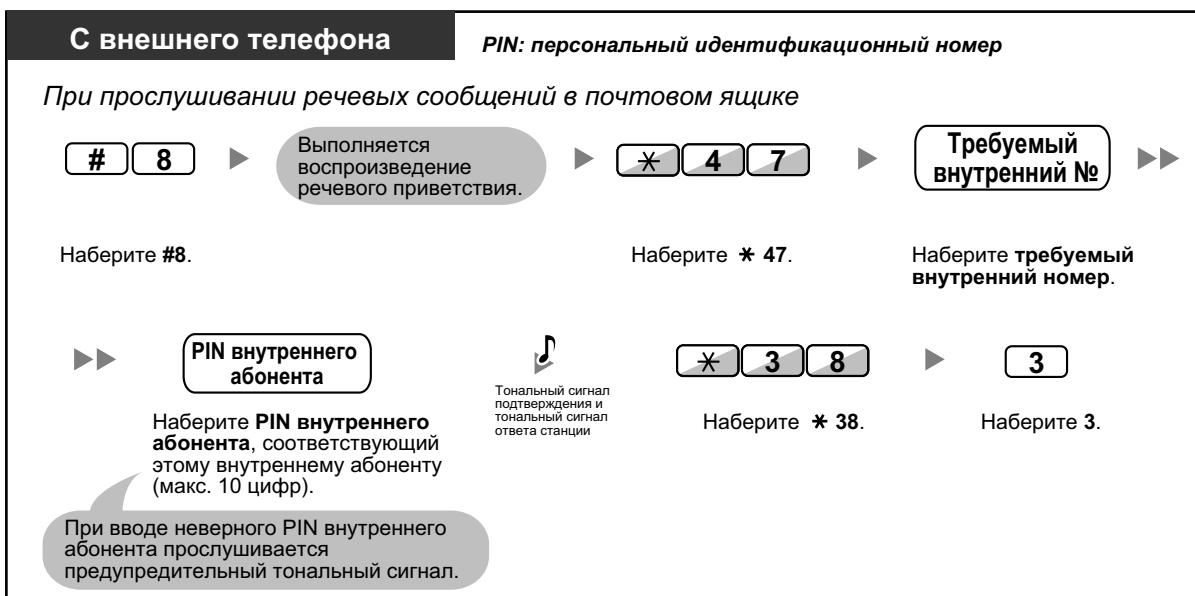 С внешнего телефона
PIN: персональный идентификационный номер
При прослушивании речевых сообщений в почтовом ящике
# 8
Выполняется
воспроизведение
речевого приветствия.
* 4 7
Требуемый
внутренний №
Наберите #8.
Наберите * 47.
Наберите требуемый
внутренний номер.
PIN внутреннего
абонента
Тональный сигнал
подтверждения и
тональный сигнал
ответа станции
* 3 8
3
Наберите PIN внутреннего
абонента, соответствующий
этому внутреннему абоненту
(макс. 10 цифр).
Наберите * 38.
Наберите 3.
При вводе неверного PIN внутреннего
абонента прослушивается
предупредительный тональный сигнал.